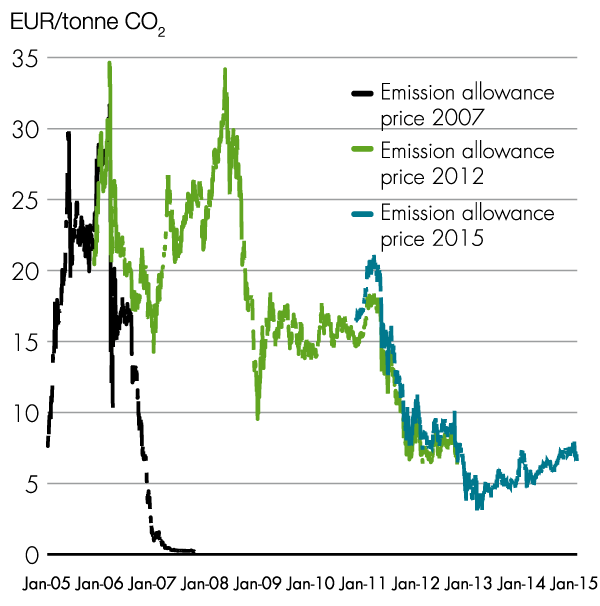 EUR/tonne CO₂
35
Emission allowance
price 2007
30
Emission allowance
price 2012
25
Emission allowance
price 2015
20
15
10
5
0
Jan-05 Jan-06 Jan-07 Jan-08 Jan-09 Jan-10 Jan-11 Jan-12 Jan-13 Jan-14 Jan-15